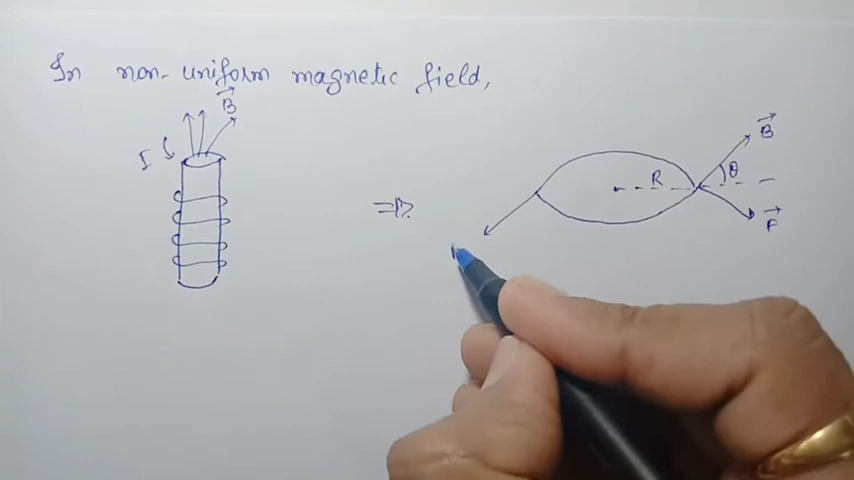 In non-uniform magnetic field,
B
I
⇒
R
θ
B
F